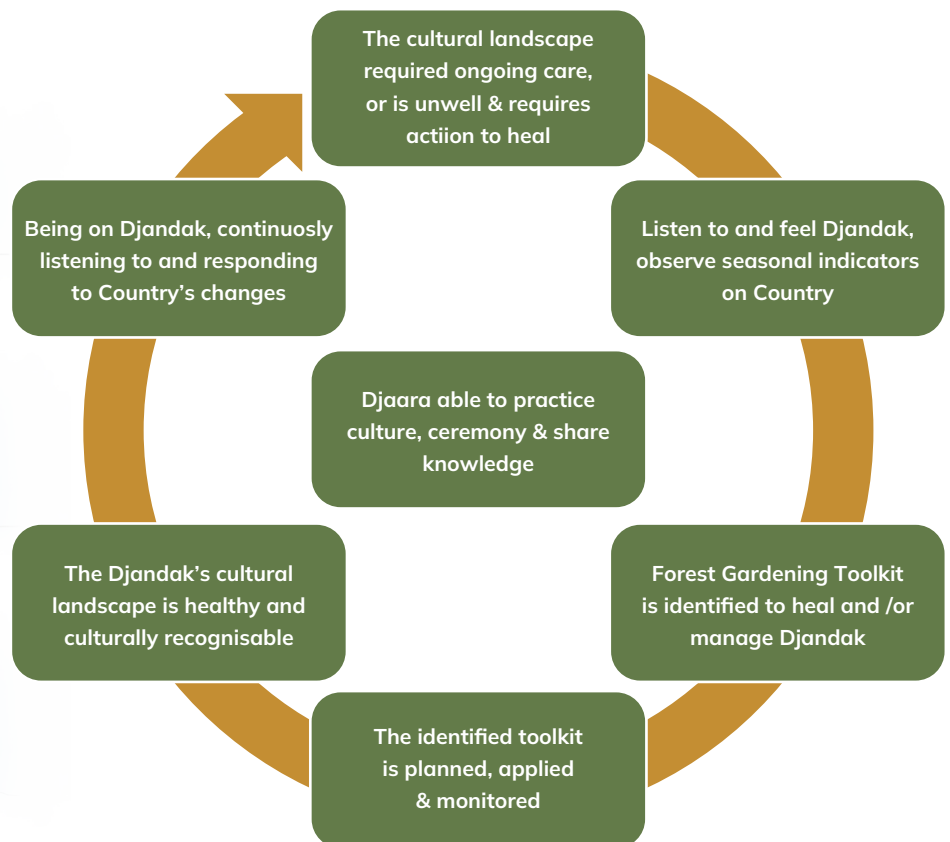 The cultural landscape
required ongoing care,
or is unwell & requires
actiion to heal
Listen to and feel Djandak,
observe seasonal indicators
on Country
Forest Gardening Toolkit
is identified to heal and /or
manage Djandak
The identified toolkit
is planned, applied
& monitored
The Djandak’s cultural
landscape is healthy and
culturally recognisable
Being on Djandak, continuosly
listening to and responding
to Country’s changes
Djaara able to practice
culture, ceremony & share
knowledge